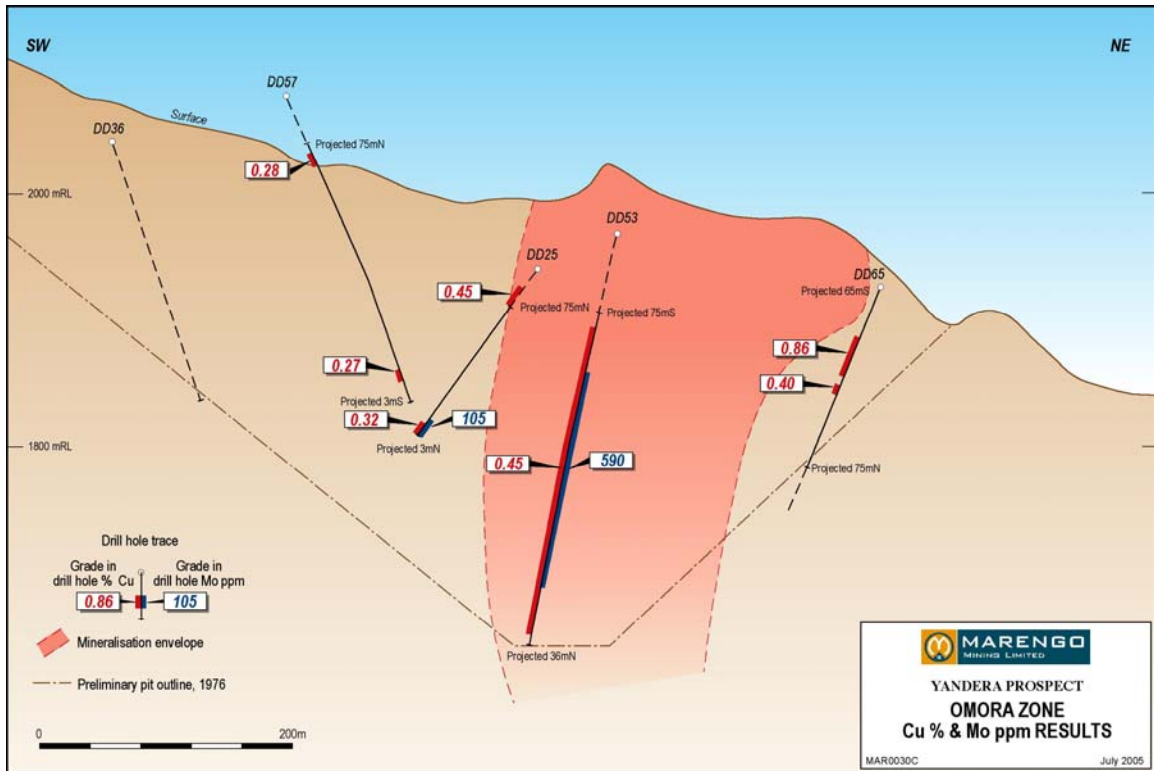 SW
NE
DD57
DD36
Surface
Projected 75mN
0.28
2000 mRL
DD53
DD25
DD65
Projected 65mS
0.45
Projected 75mN
Projected 75mS
0.86
0.27
0.40
Projected 3mS
0.32
105
Projected 3mN
1800 mRL
0.45
590
Projected 75mN
Drill hole trace
Grade in
drill hole % Cu
Grade in
drill hole Mo ppm
0.86
105
Mineralisation envelope
Projected 36mN
Preliminary pit outline, 1976
0
200m
MARENGO
MINING LIMITED
YANDERA PROSPECT
OMORA ZONE
Cu % & Mo ppm RESULTS
MAR0030C
July 2005